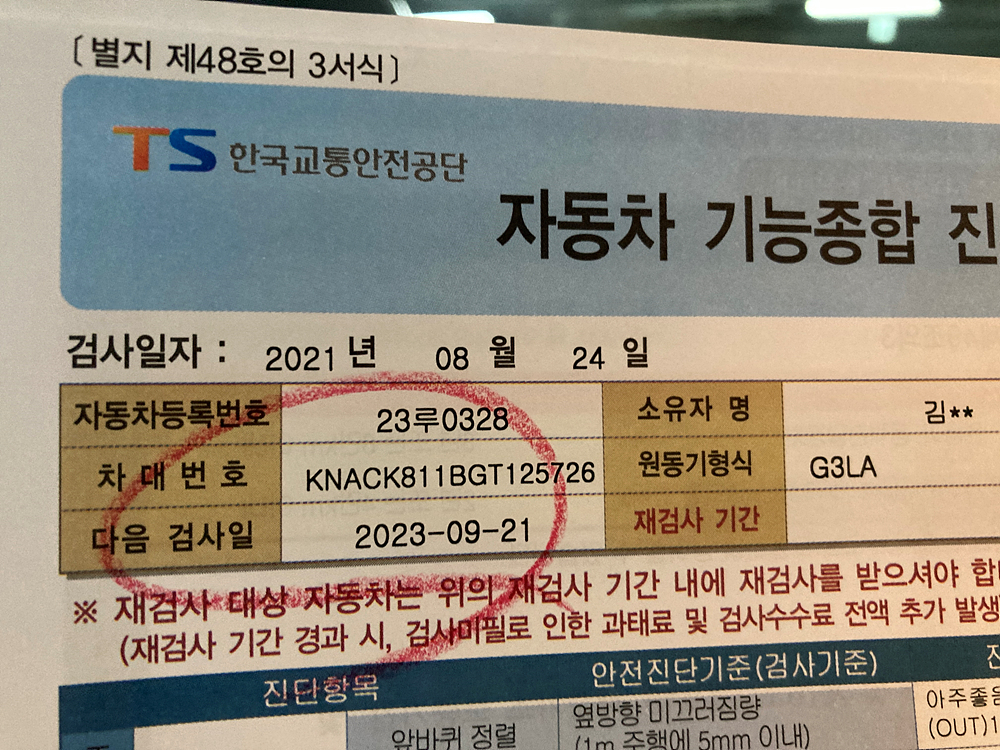 〔별지 제48호의 3서식〕
TS 한국교통안전공단
자동차 기능종합 진
검사일자 : 2021 년 08 월 24 일
자동차등록번호 23루0328 소유자 명 김**
차 대 번 호 KNACK811BGT125726 원동기형식 G3LA
다음 검사일 2023-09-21 재검사 기간
※ 재검사 대상 자동차는 위의 재검사 기간 내에 재검사를 받으셔야 합
(재검사 기간 경과 시, 검사미필로 인한 과태료 및 검사수수료 전액 추가 발생
진단항목 안전진단기준(검사기준)
앞바퀴 정렬 옆방향 미끄러짐량 아주좋음
(1m 주행에 5mm 이내) (OUT)1